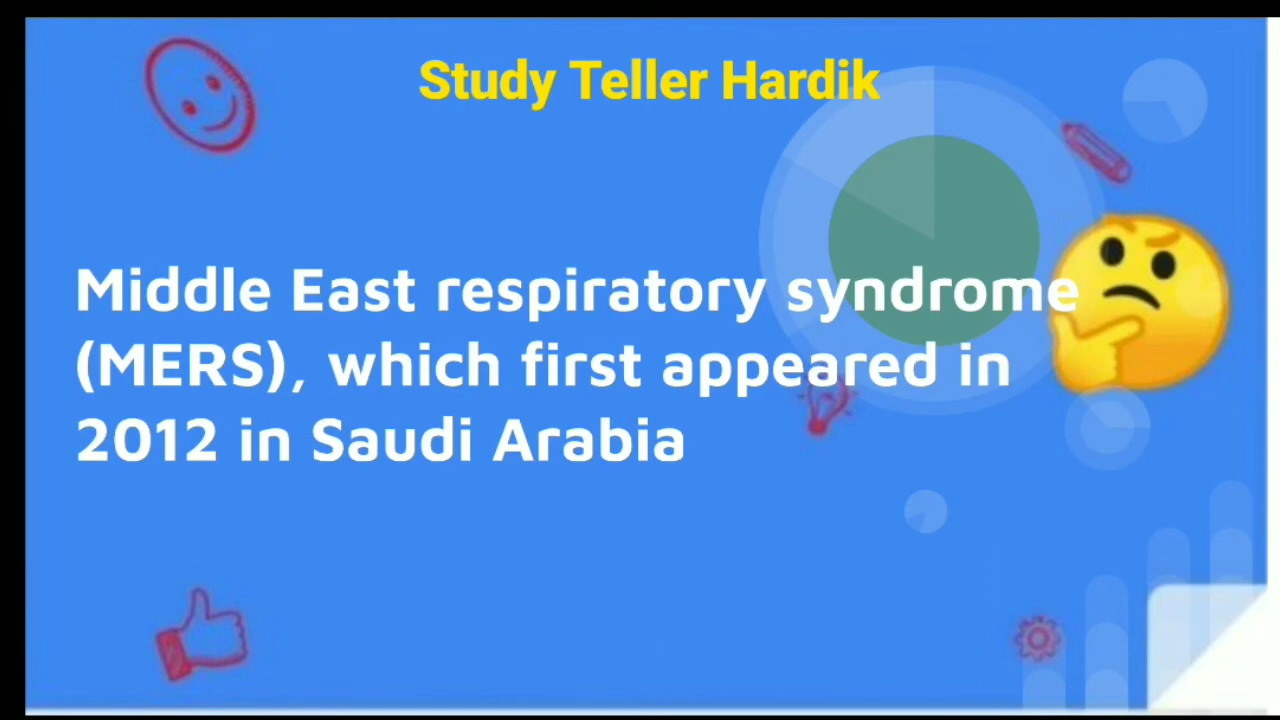 Study Teller Hardik
Middle East respiratory syndrome
(MERS), which first appeared in
2012 in Saudi Arabia